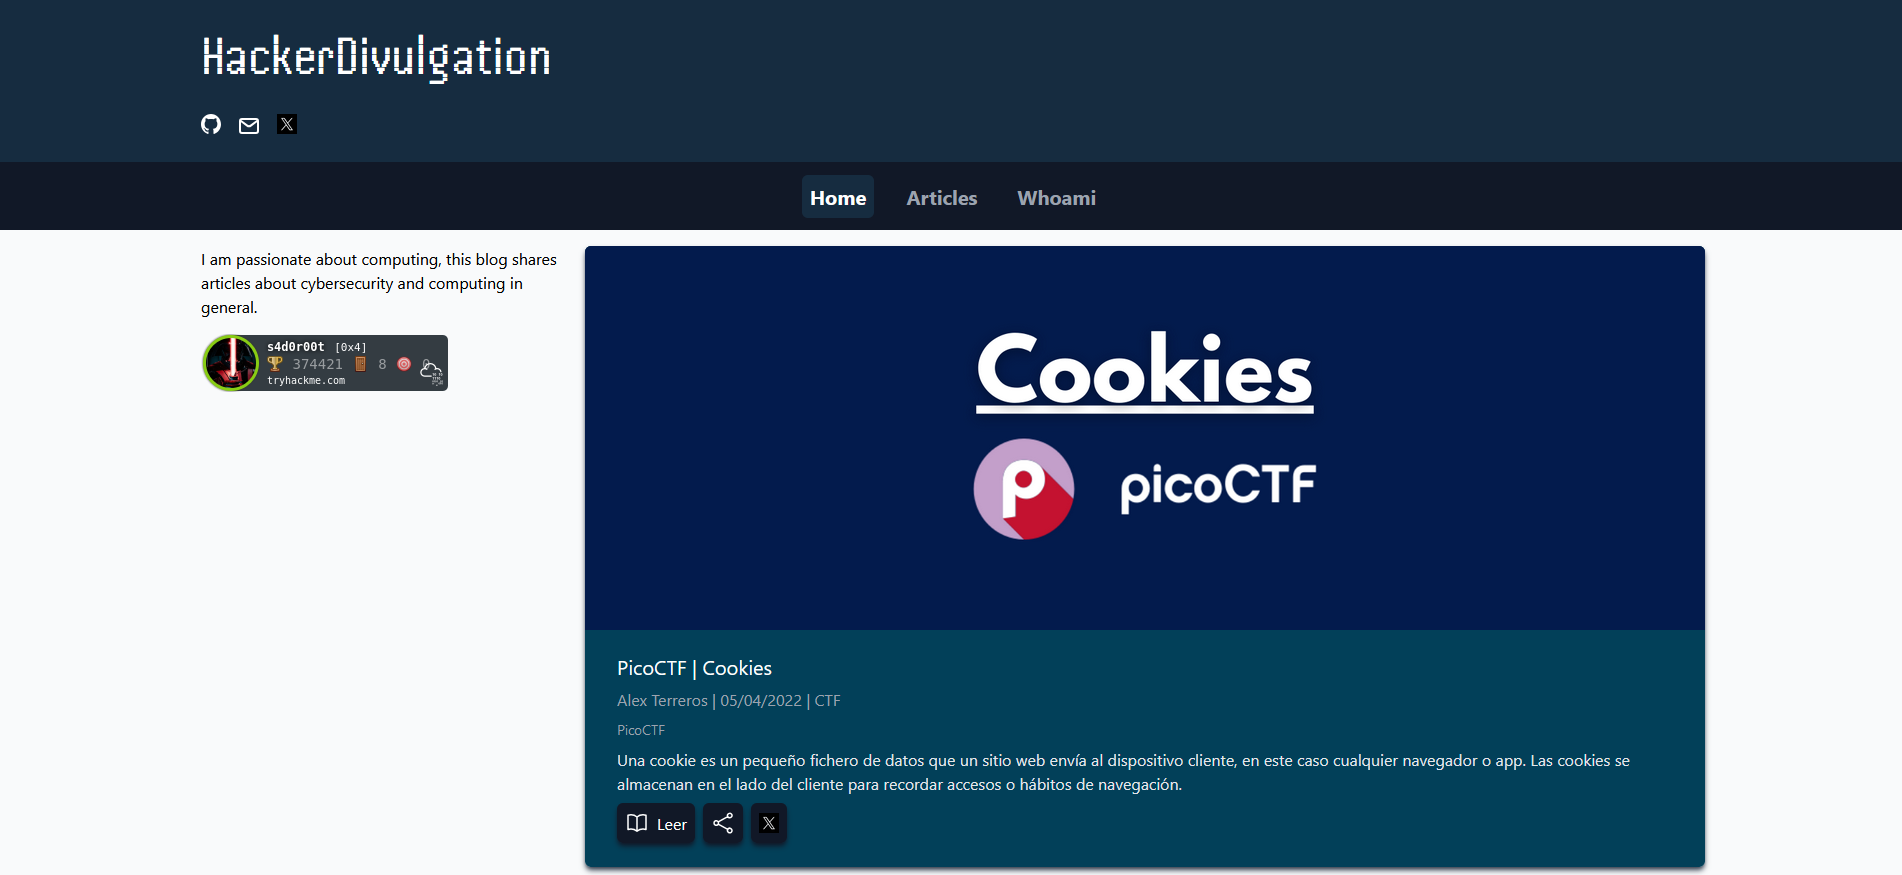 HackerDivulgation
Home Articles Whoami
I am passionate about computing, this blog shares
articles about cybersecurity and computing in
general.
s4d0r00t [0x4]
374421 8
tryhackme.com
Cookies
picoCTF
PicoCTF | Cookies
Alex Terreros | 05/04/2022 | CTF
PicoCTF
Una cookie es un pequeño fichero de datos que un sitio web envía al dispositivo cliente, en este caso cualquier navegador o app. Las cookies se
almacenan en el lado del cliente para recordar accesos o hábitos de navegación.
Leer